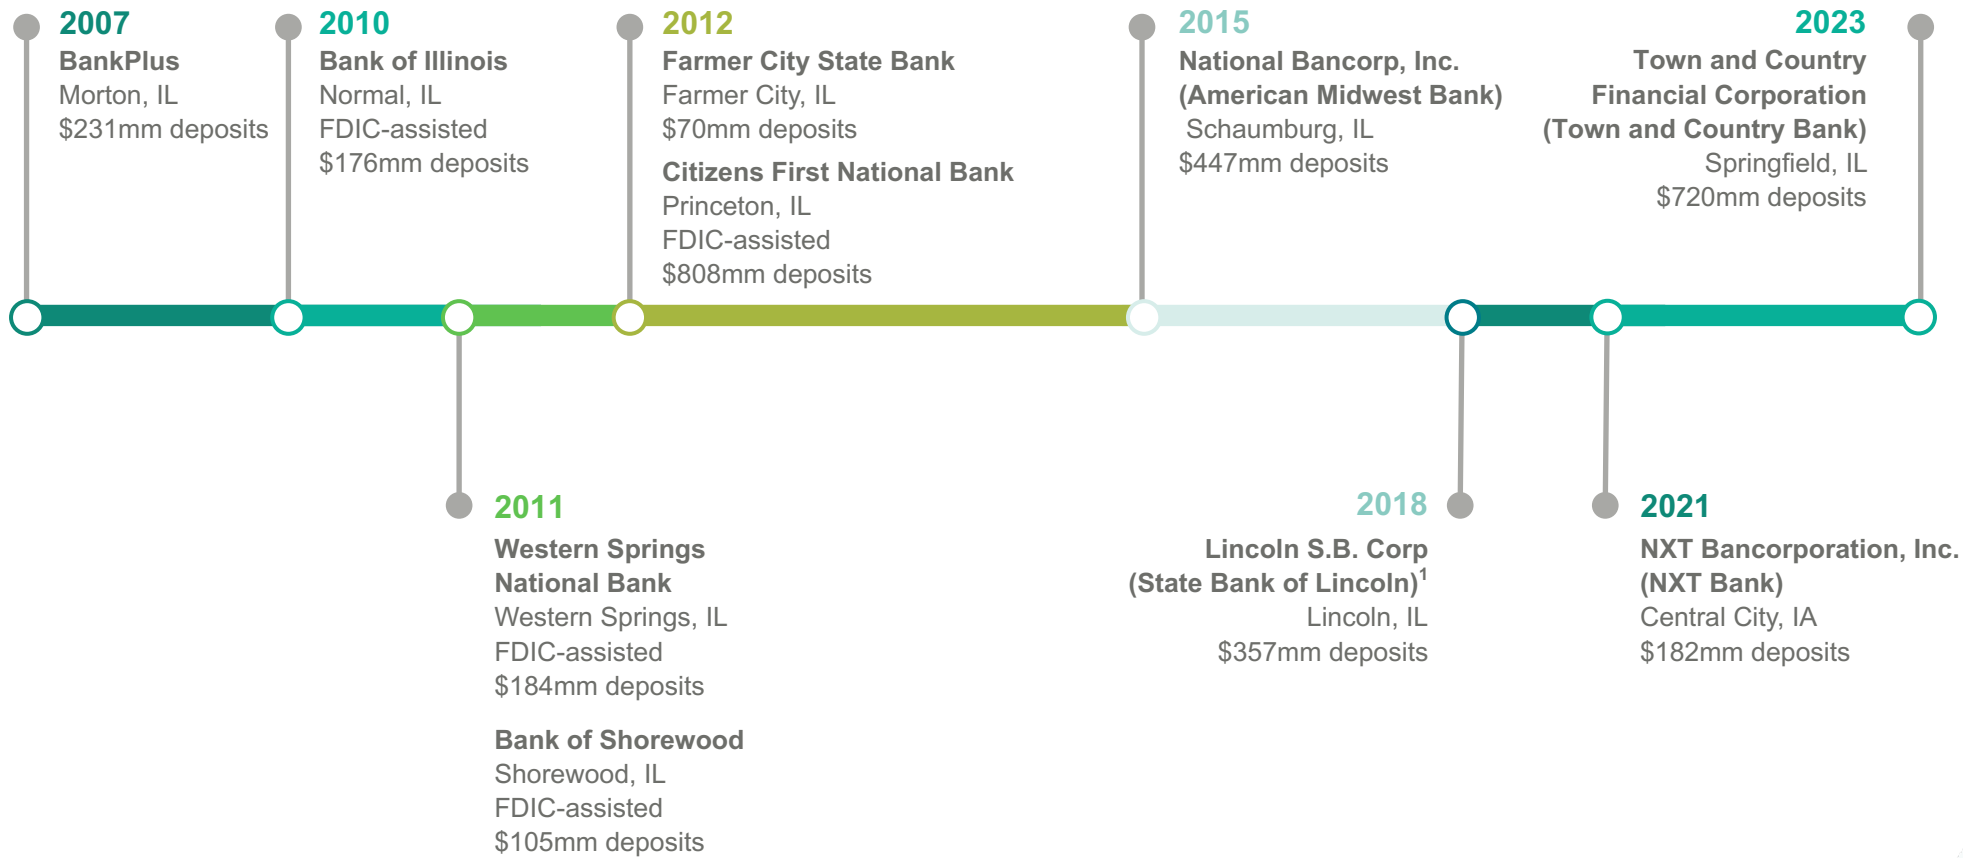 2007
BankPlus
Morton, IL
$231mm deposits
2010
Bank of Illinois
Normal, IL
FDIC-assisted
$176mm deposits
2012
Farmer City State Bank
Farmer City, IL
$70mm deposits
Citizens First National Bank
Princeton, IL
FDIC-assisted
$808mm deposits
2015
National Bancorp, Inc.
(American Midwest Bank)
Schaumburg, IL
$447mm deposits
2023
Town and Country
Financial Corporation
(Town and Country Bank)
Springfield, IL
$720mm deposits
2011
Western Springs
National Bank
Western Springs, IL
FDIC-assisted
$184mm deposits
Bank of Shorewood
Shorewood, IL
FDIC-assisted
$105mm deposits
2018
Lincoln S.B. Corp
(State Bank of Lincoln)¹
Lincoln, IL
$357mm deposits
2021
NXT Bancorporation, Inc.
(NXT Bank)
Central City, IA
$182mm deposits